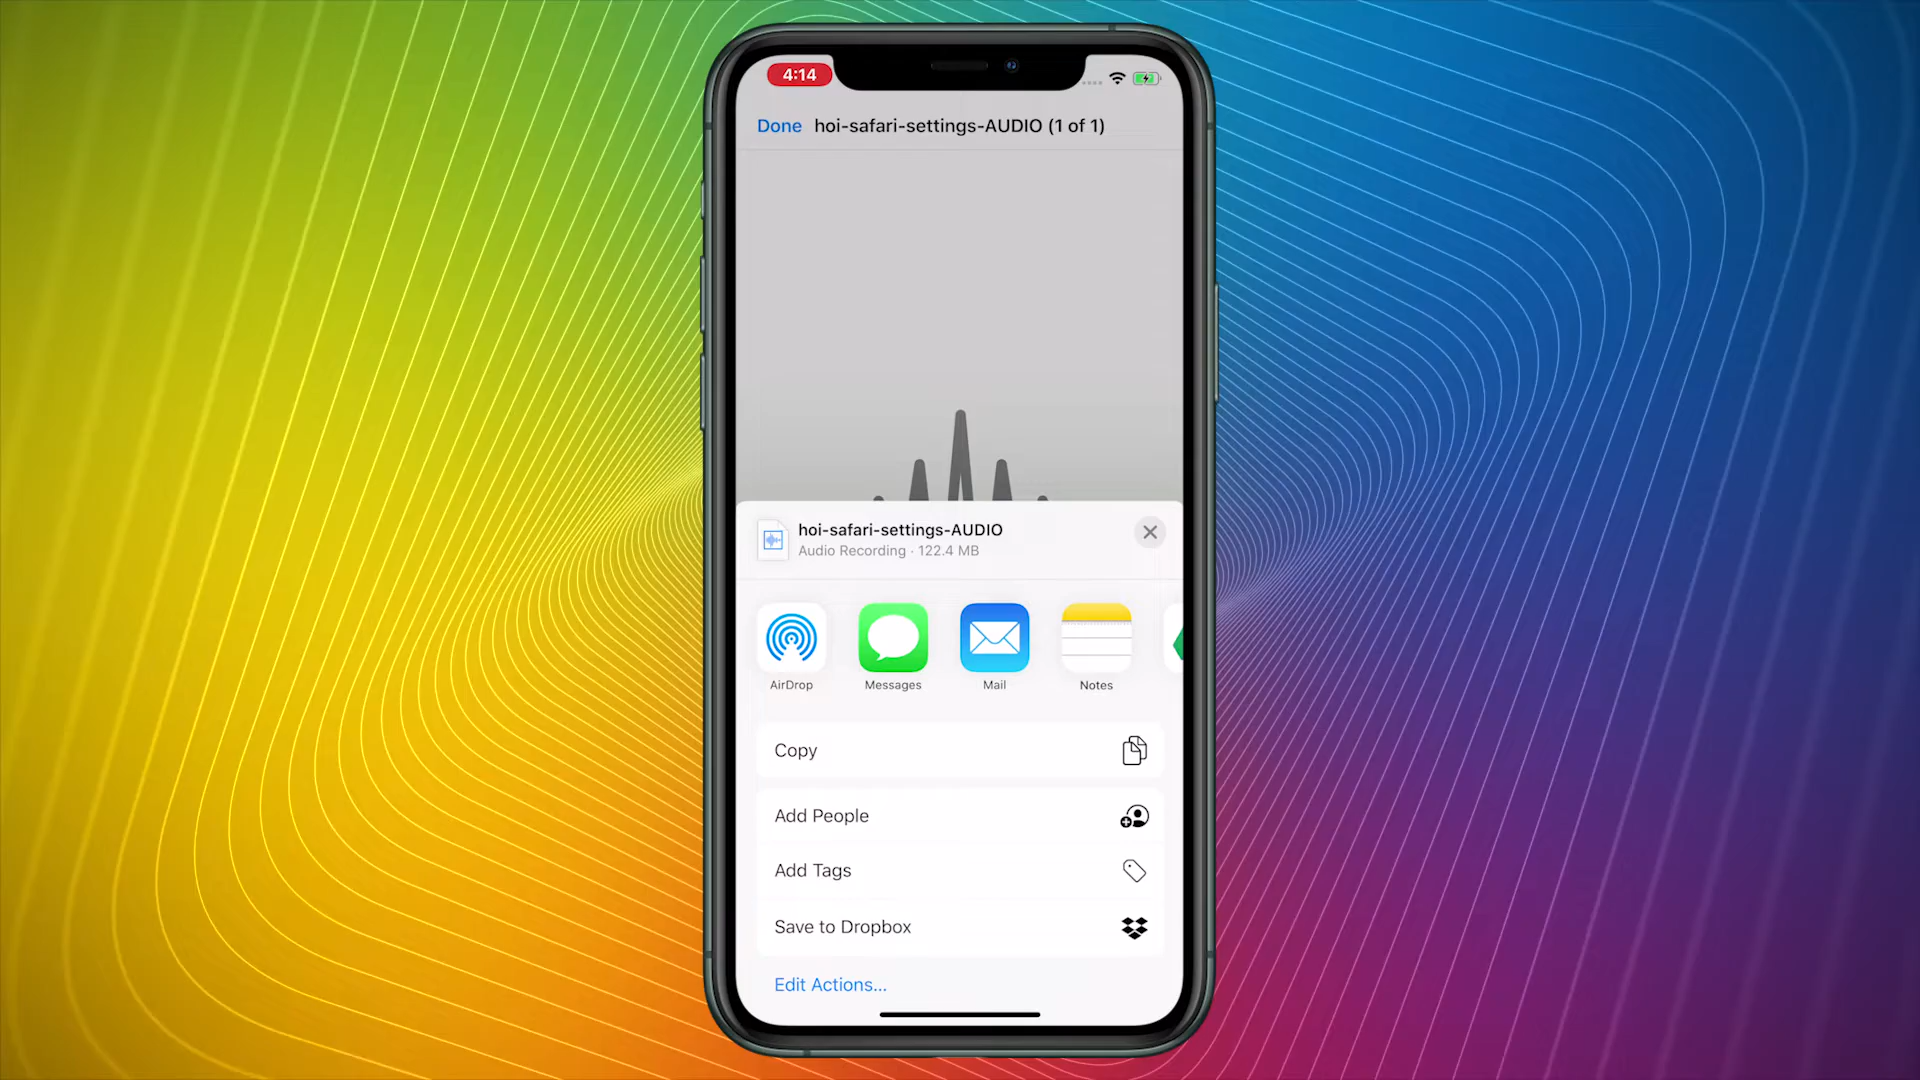 4:14
Done hoi-safari-settings-AUDIO (1 of 1)
hoi-safari-settings-AUDIO
Audio Recording · 122.4 MB
AirDrop Messages Mail Notes
Copy
Add People
Add Tags
Save to Dropbox
Edit Actions...